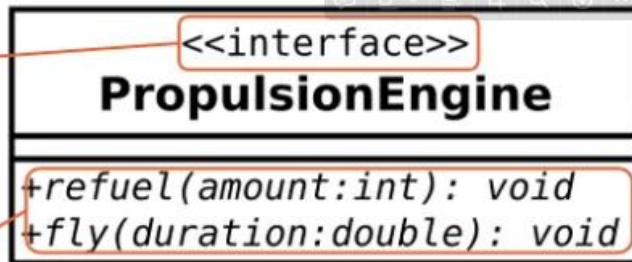 <<interface>>
PropulsionEngine
+refuel(amount:int): void
+fly(duration:double): void